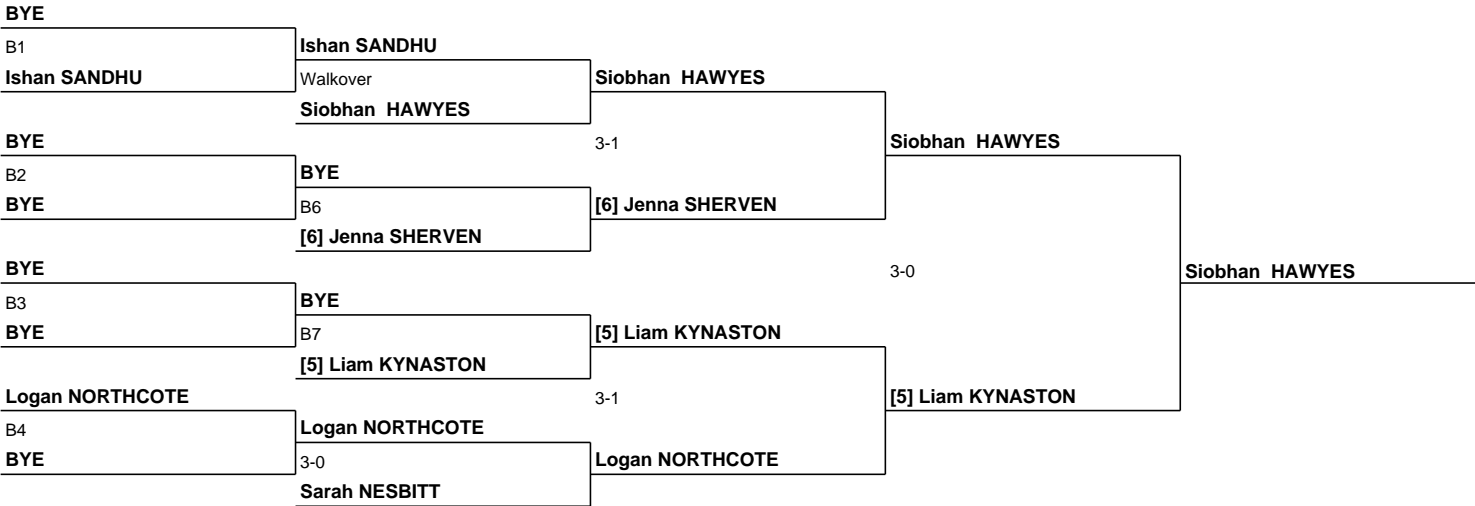 BYE
B1
Ishan SANDHU
Ishan SANDHU
Walkover
Siobhan HAWYES
Siobhan HAWYES
BYE
B2
BYE
BYE
B6
[6] Jenna SHERVEN
3-1
[6] Jenna SHERVEN
Siobhan HAWYES
BYE
B3
BYE
BYE
B7
[5] Liam KYNASTON
[5] Liam KYNASTON
3-0
Siobhan HAWYES
Logan NORTHCOTE
B4
BYE
Logan NORTHCOTE
3-0
Sarah NESBITT
3-1
Logan NORTHCOTE
[5] Liam KYNASTON